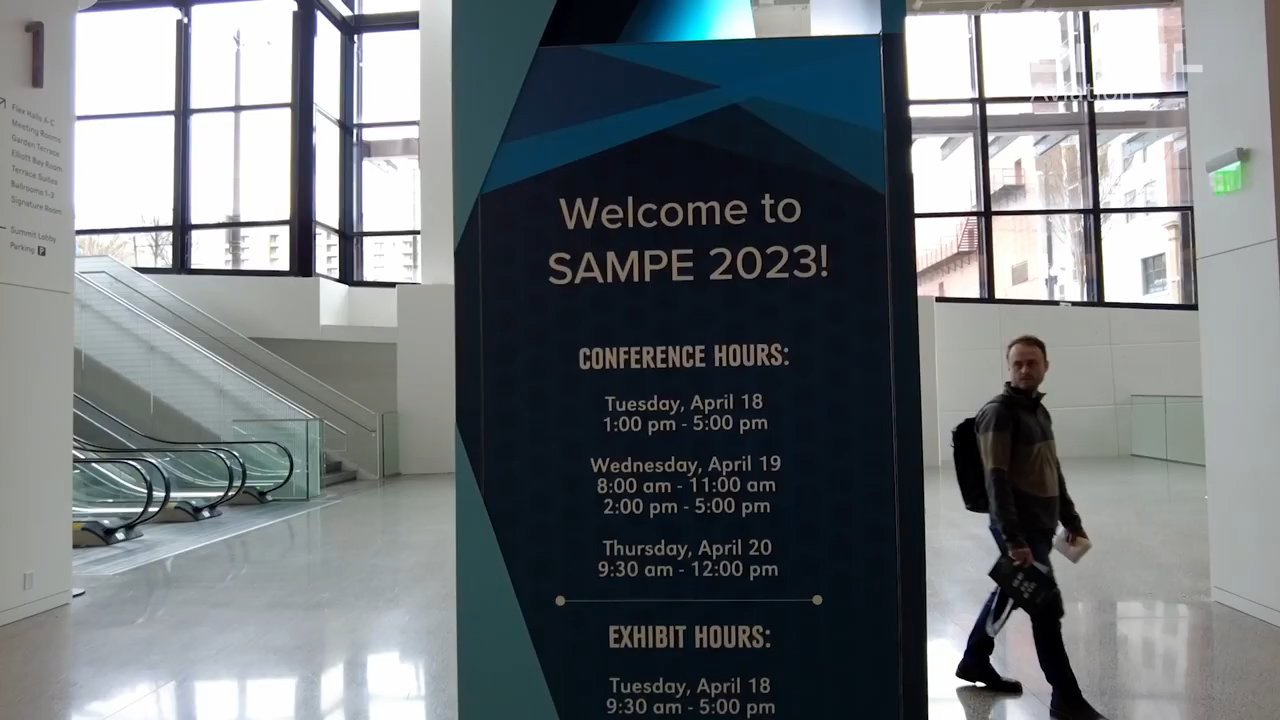 1
Flex Halls A-C
Meeting Rooms
Garden Terrace
Elliott Bay Room
Terrace Suites
Ballrooms 1-3
Signature Room
Summit Lobby
Parking P
Welcome to
SAMPE 2023!
CONFERENCE HOURS:
Tuesday, April 18
1:00 pm - 5:00 pm
Wednesday, April 19
8:00 am - 11:00 am
2:00 pm - 5:00 pm
Thursday, April 20
9:30 am - 12:00 pm
EXHIBIT HOURS:
Tuesday, April 18
9:30 am - 5:00 pm
Aviation